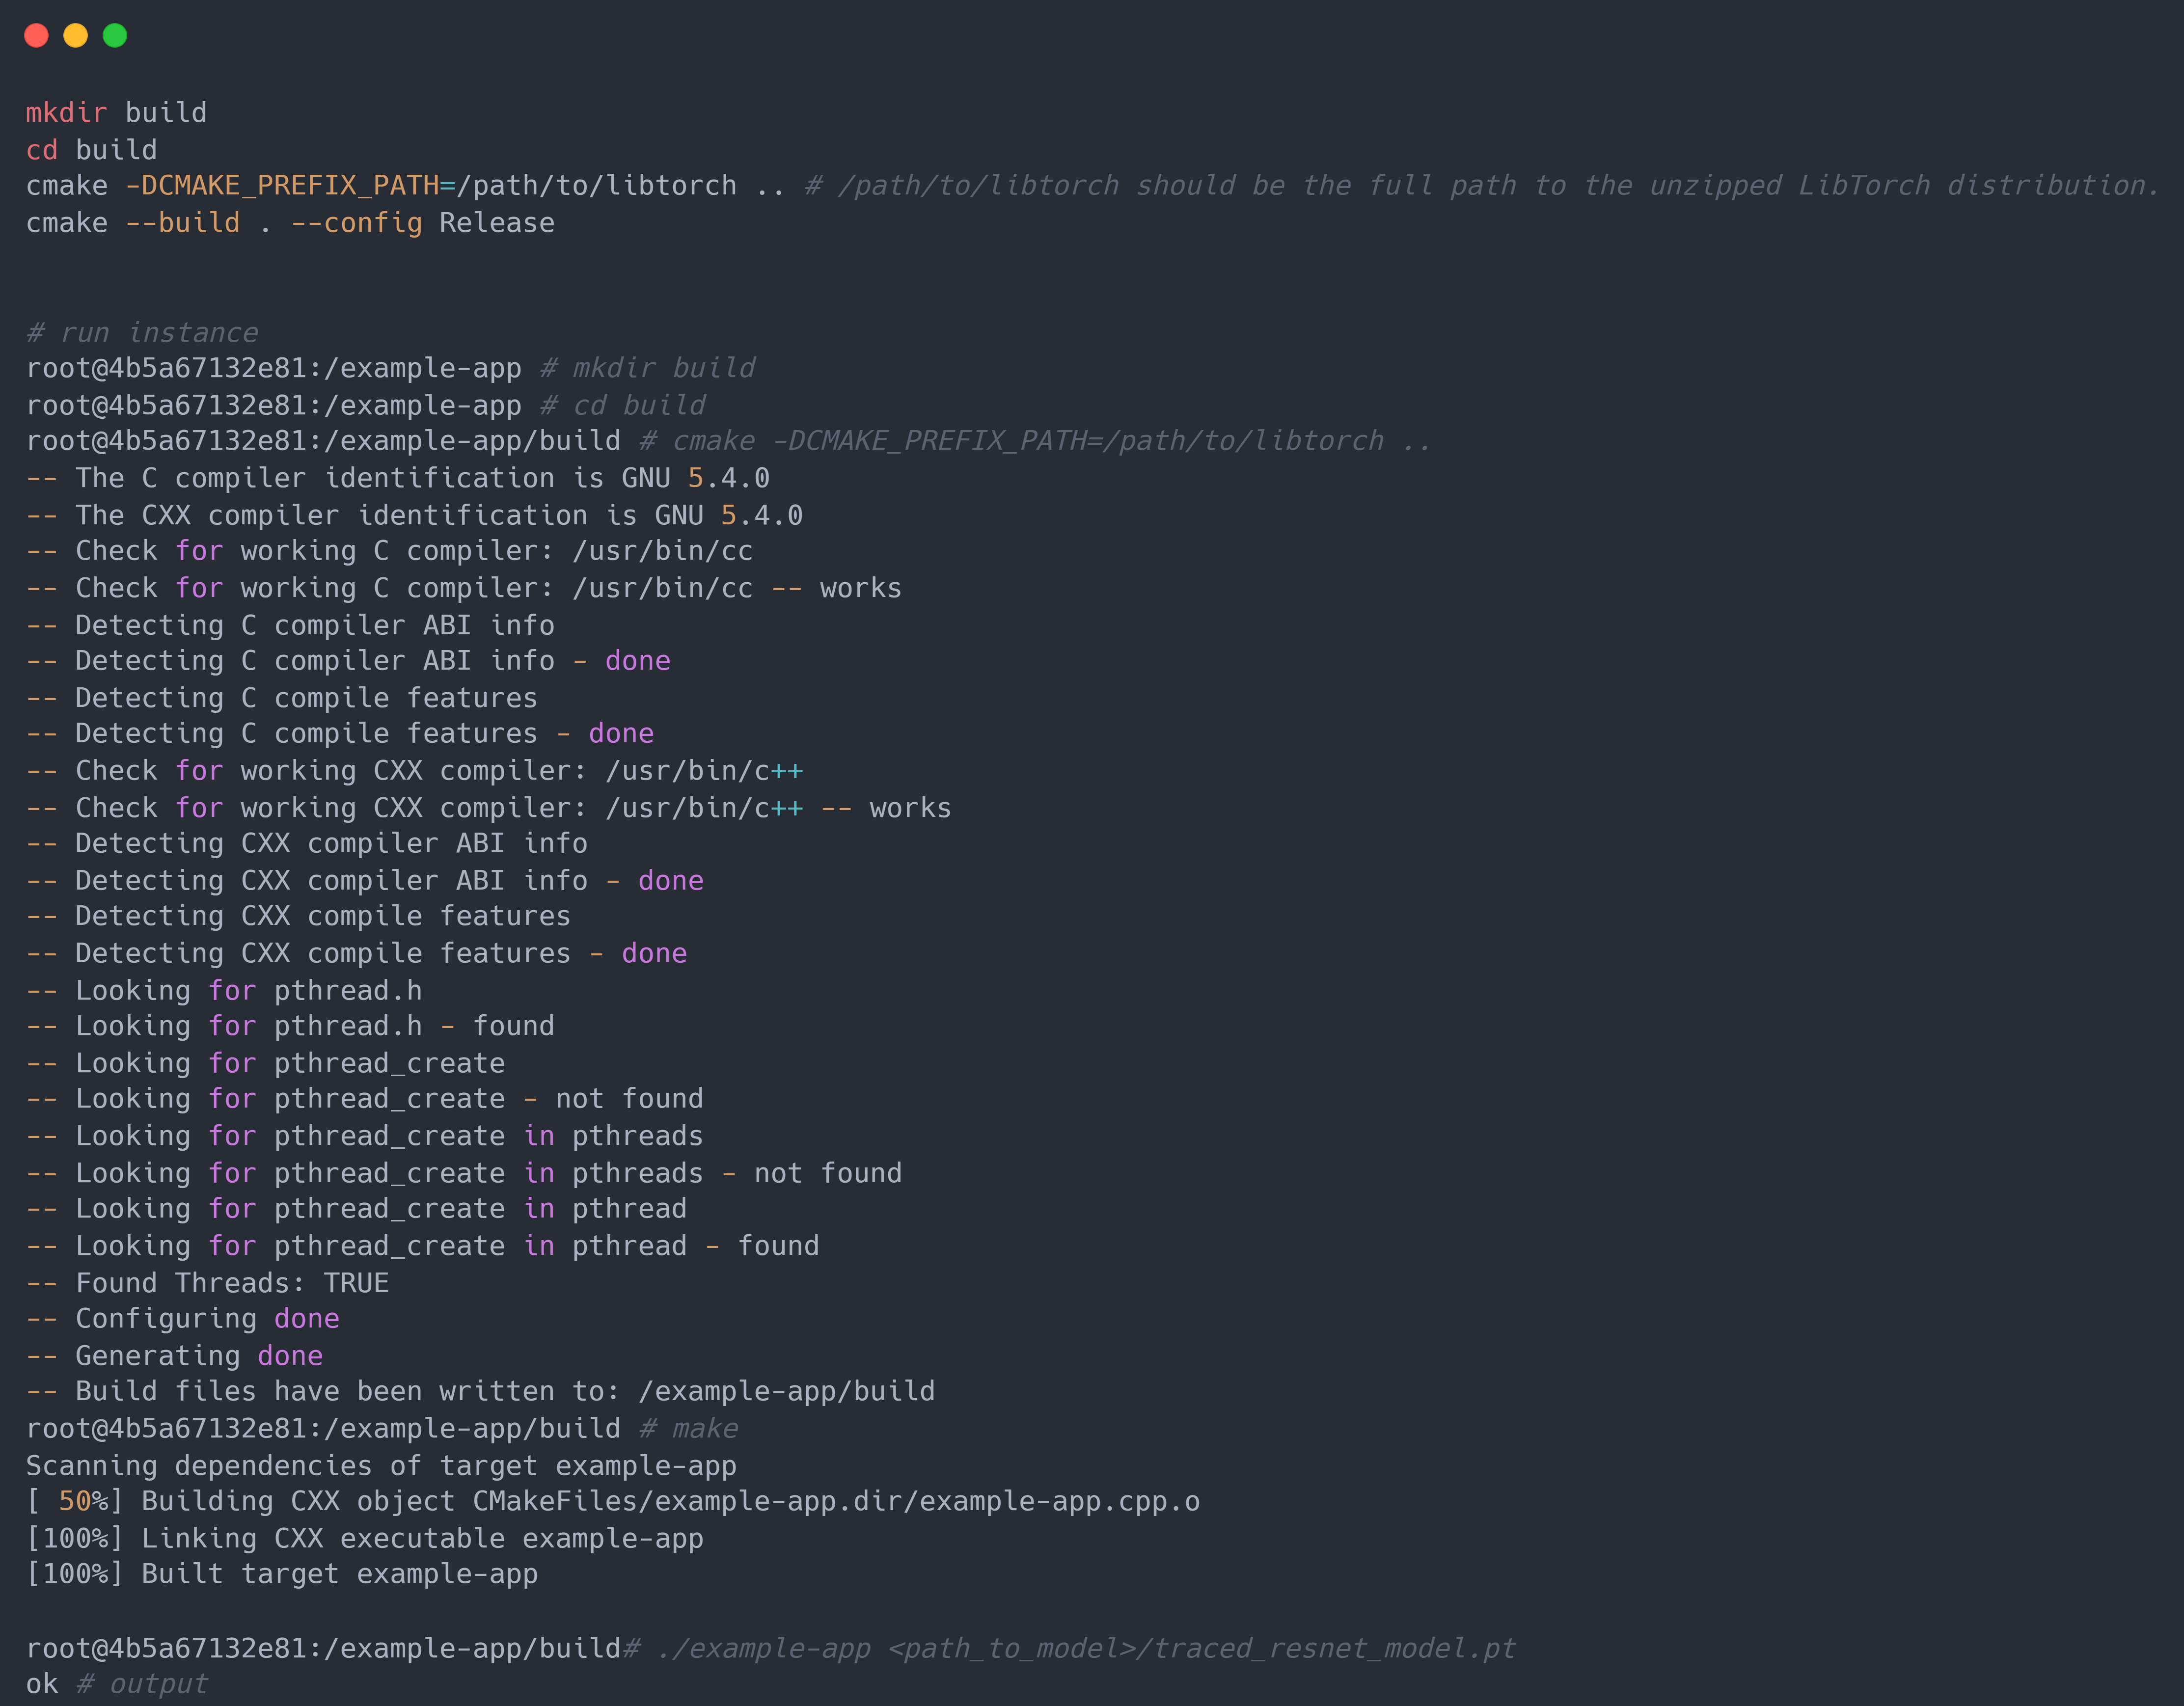 mkdir build
cd build
cmake -DCMAKE_PREFIX_PATH=/path/to/libtorch .. # /path/to/libtorch should be the full path to the unzipped LibTorch distribution.
cmake --build . --config Release
# run instance
root@4b5a67132e81:/example-app # mkdir build
root@4b5a67132e81:/example-app # cd build
root@4b5a67132e81:/example-app/build # cmake -DCMAKE_PREFIX_PATH=/path/to/libtorch ..
-- The C compiler identification is GNU 5.4.0
-- The CXX compiler identification is GNU 5.4.0
-- Check for working C compiler: /usr/bin/cc
-- Check for working C compiler: /usr/bin/cc -- works
-- Detecting C compiler ABI info
-- Detecting C compiler ABI info - done
-- Detecting C compile features
-- Detecting C compile features - done
-- Check for working CXX compiler: /usr/bin/c++
-- Check for working CXX compiler: /usr/bin/c++ -- works
-- Detecting CXX compiler ABI info
-- Detecting CXX compiler ABI info - done
-- Detecting CXX compile features
-- Detecting CXX compile features - done
-- Looking for pthread.h
-- Looking for pthread.h - found
-- Looking for pthread_create
-- Looking for pthread_create - not found
-- Looking for pthread_create in pthreads
-- Looking for pthread_create in pthreads - not found
-- Looking for pthread_create in pthread
-- Looking for pthread_create in pthread - found
-- Found Threads: TRUE
-- Configuring done
-- Generating done
-- Build files have been written to: /example-app/build
root@4b5a67132e81:/example-app/build # make
Scanning dependencies of target example-app
[ 50%] Building CXX object CMakeFiles/example-app.dir/example-app.cpp.o
[100%] Linking CXX executable example-app
[100%] Built target example-app
root@4b5a67132e81:/example-app/build# ./example-app <path_to_model>/traced_resnet_model.pt
ok # output